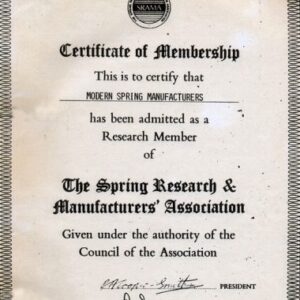 SRAMA
Certificate of Membership
This is to certify that
MODERN SPRING MANUFACTURERS
has been admitted as a
Research Member
of
The Spring Research &
Manufacturers' Association
Given under the authority of the
Council of the Association
PRESIDENT